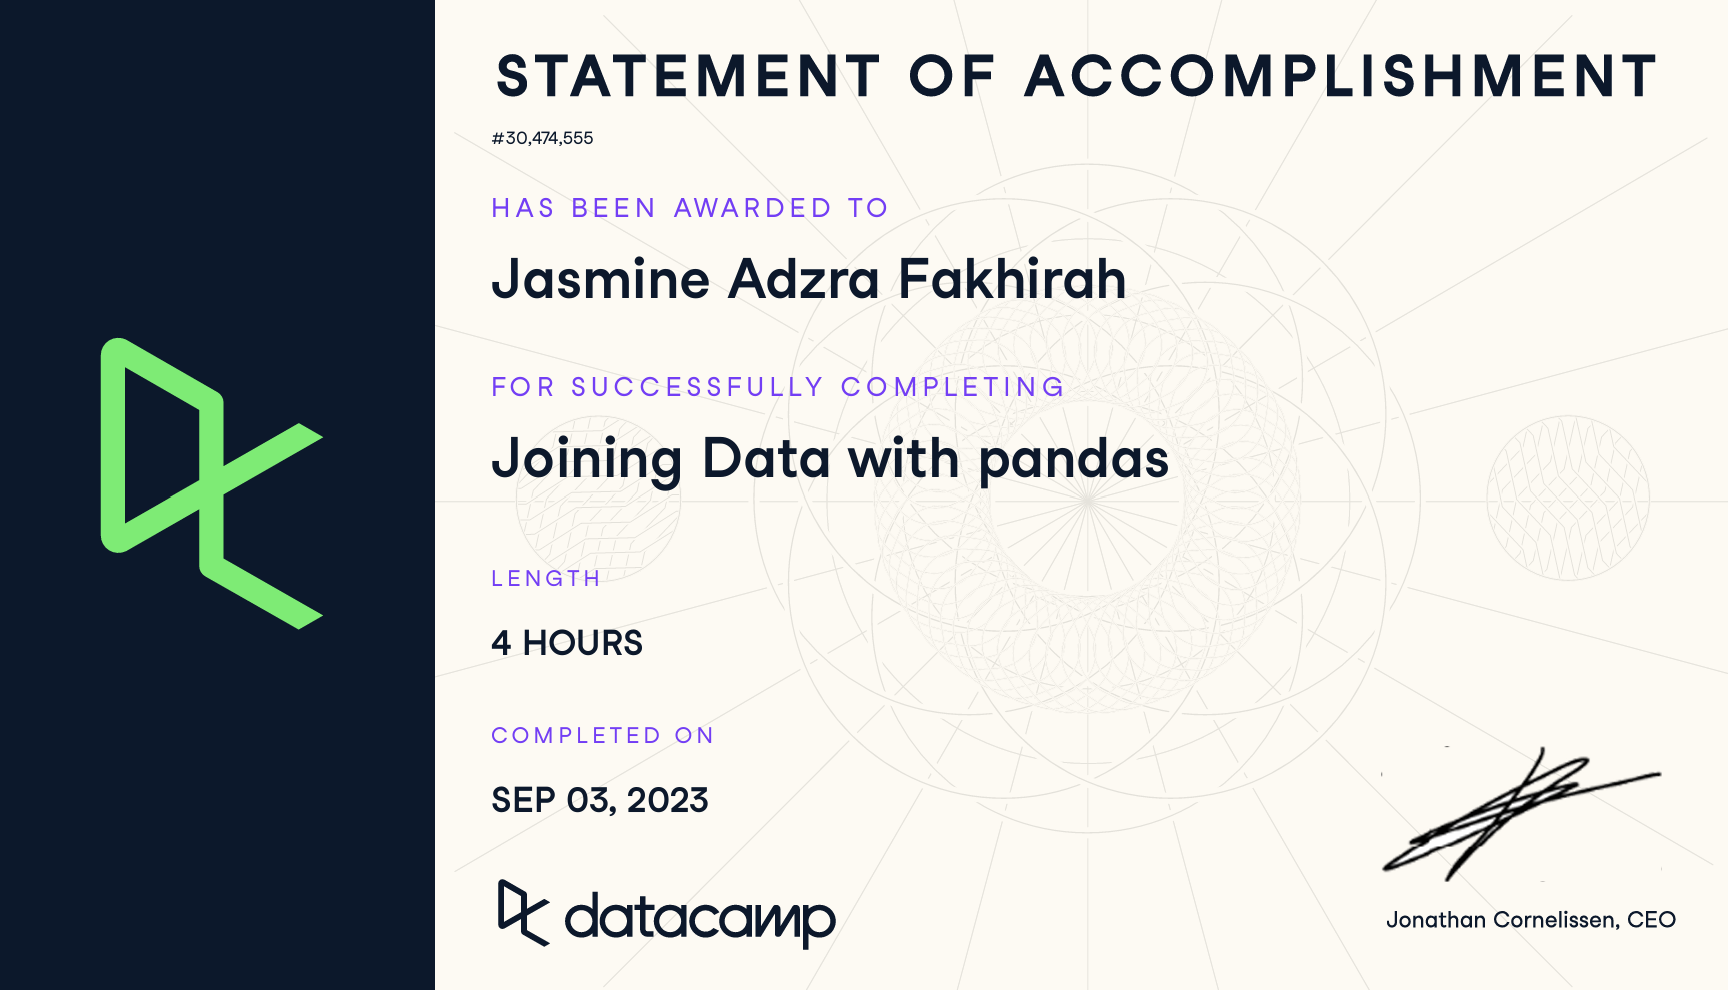 STATEMENT OF ACCOMPLISHMENT
#30,474,555
HAS BEEN AWARDED TO
Jasmine Adzra Fakhirah
FOR SUCCESSFULLY COMPLETING
Joining Data with pandas
LENGTH
4 HOURS
COMPLETED ON
SEP 03, 2023
datacamp
Jonathan Cornelissen, CEO